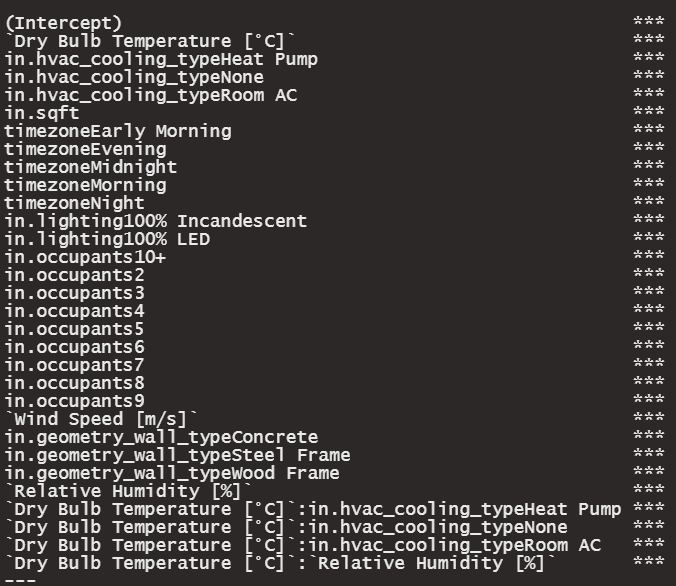 (Intercept) ***
`Dry Bulb Temperature [°C]` ***
in.hvac_cooling_typeHeat Pump ***
in.hvac_cooling_typeNone ***
in.hvac_cooling_typeRoom AC ***
in.sqft ***
timezoneEarly Morning ***
timezoneEvening ***
timezoneMidnight ***
timezoneMorning ***
timezoneNight ***
in.lighting100% Incandescent ***
in.lighting100% LED ***
in.occupants10+ ***
in.occupants2 ***
in.occupants3 ***
in.occupants4 ***
in.occupants5 ***
in.occupants6 ***
in.occupants7 ***
in.occupants8 ***
in.occupants9 ***
`Wind Speed [m/s]` ***
in.geometry_wall_typeConcrete ***
in.geometry_wall_typeSteel Frame ***
in.geometry_wall_typeWood Frame ***
`Relative Humidity [%]` ***
`Dry Bulb Temperature [°C]`:in.hvac_cooling_typeHeat Pump ***
`Dry Bulb Temperature [°C]`:in.hvac_cooling_typeNone ***
`Dry Bulb Temperature [°C]`:in.hvac_cooling_typeRoom AC ***
`Dry Bulb Temperature [°C]`:`Relative Humidity [%]` ***
---